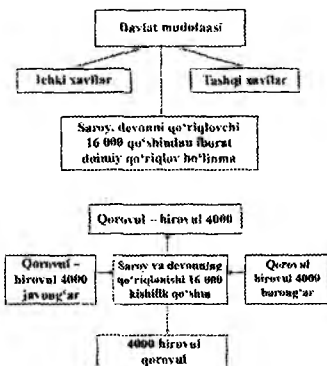 Davlat mudofaasi
Ichki xavflar
Tashqi xavflar
Saroy, devonni qo‘riqlovchi
16 000 qo‘shindan iborat
doimiy qo‘riqlov bo‘linma
Qorovul – hirovul 4000
Qorovul –
hirovul 4000
javong‘ar
Saroy va devonning
qo‘riqlonishi 16 000
kishilik qo‘shin
Qorovul
hirovul 4000
barong‘ar
4000 hirovul
qorovul